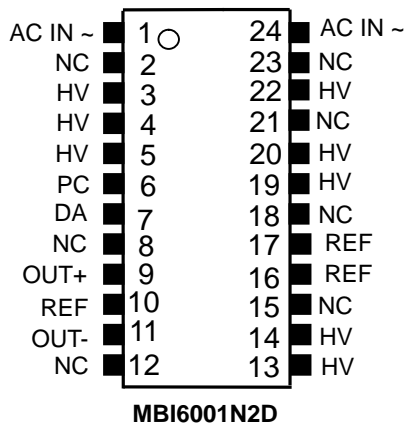 AC IN ~ 1 24 AC IN ~
NC 2 23 NC
HV 3 22 HV
HV 4 21 NC
HV 5 20 HV
PC 6 19 HV
DA 7 18 NC
NC 8 17 REF
OUT+ 9 16 REF
REF 10 15 NC
OUT- 11 14 HV
NC 12 13 HV
MBI6001N2D